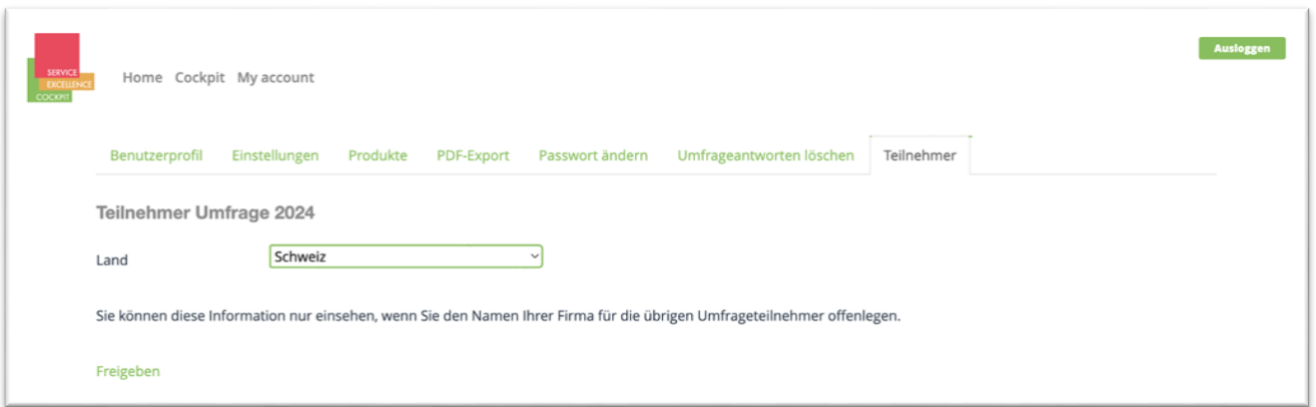 Ausloggen
SERVICE
EXCELLENCE
COCKPIT
Home Cockpit My account
Benutzerprofil Einstellungen Produkte PDF-Export Passwort ändern Umfrageantworten löschen Teilnehmer
Teilnehmer Umfrage 2024
Land Schweiz
Sie können diese Information nur einsehen, wenn Sie den Namen Ihrer Firma für die übrigen Umfrageteilnehmer offenlegen.
Freigeben